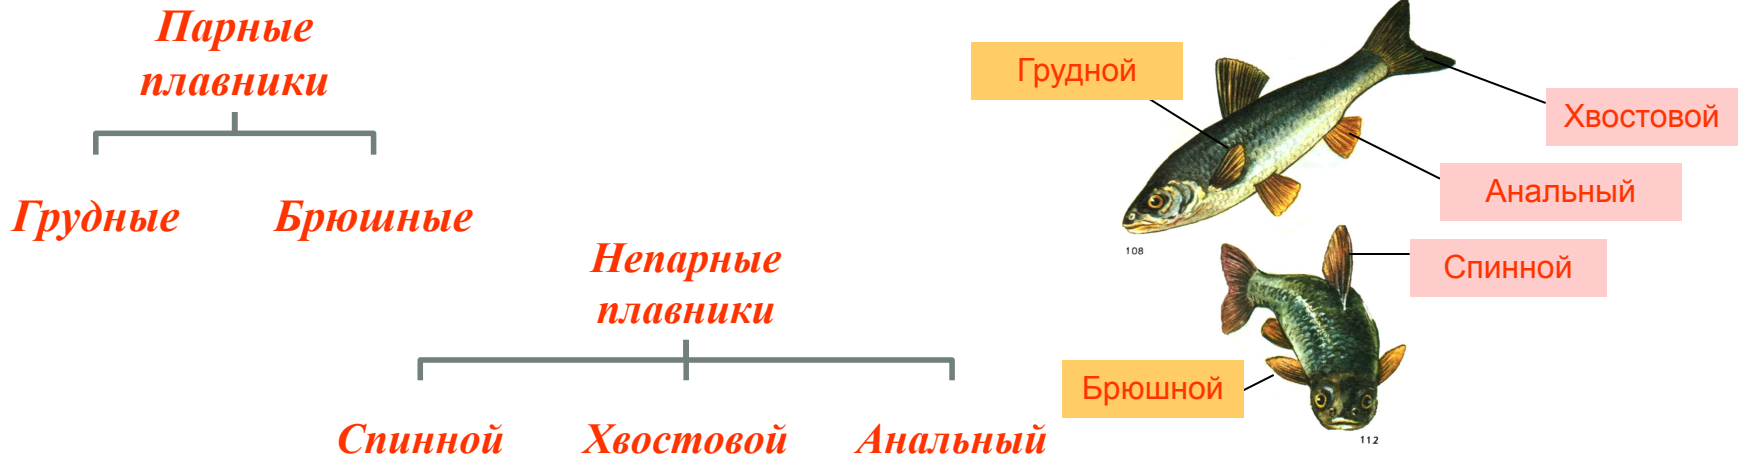 Парные
плавники
Грудные
Брюшные
Непарные
плавники
Спинной
Хвостовой
Анальный
Грудной
Хвостовой
Анальный
108
Спинной
Брюшной
112